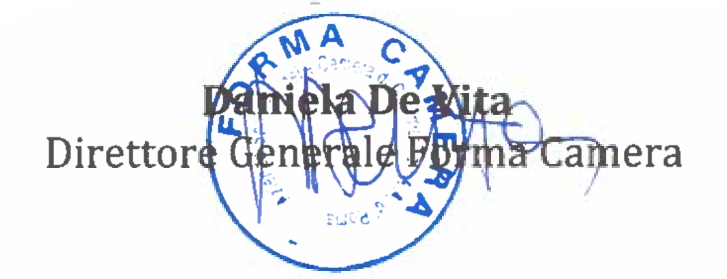 FORMA CAMERA
Daniela De Vita
Direttore Generale Forma Camera